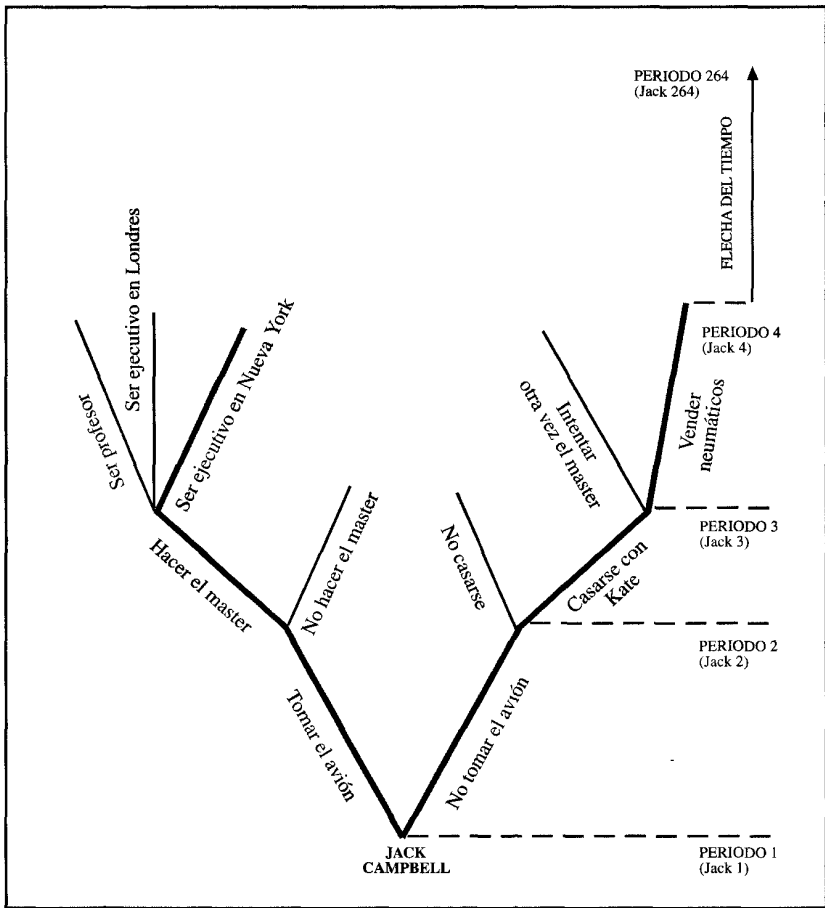 PERIODO 264
(Jack 264)
FLECHA DEL TIEMPO
Ser profesor
Ser ejecutivo en Londres
Ser ejecutivo en Nueva York
Intentar
otra vez el master
Vender
neumáticos
PERIODO 4
(Jack 4)
Hacer el master
No hacer el master
No casarse
Casarse con
Kate
PERIODO 3
(Jack 3)
PERIODO 2
(Jack 2)
Tomar el avión
No tomar el avión
JACK
CAMPBELL
PERIODO 1
(Jack 1)